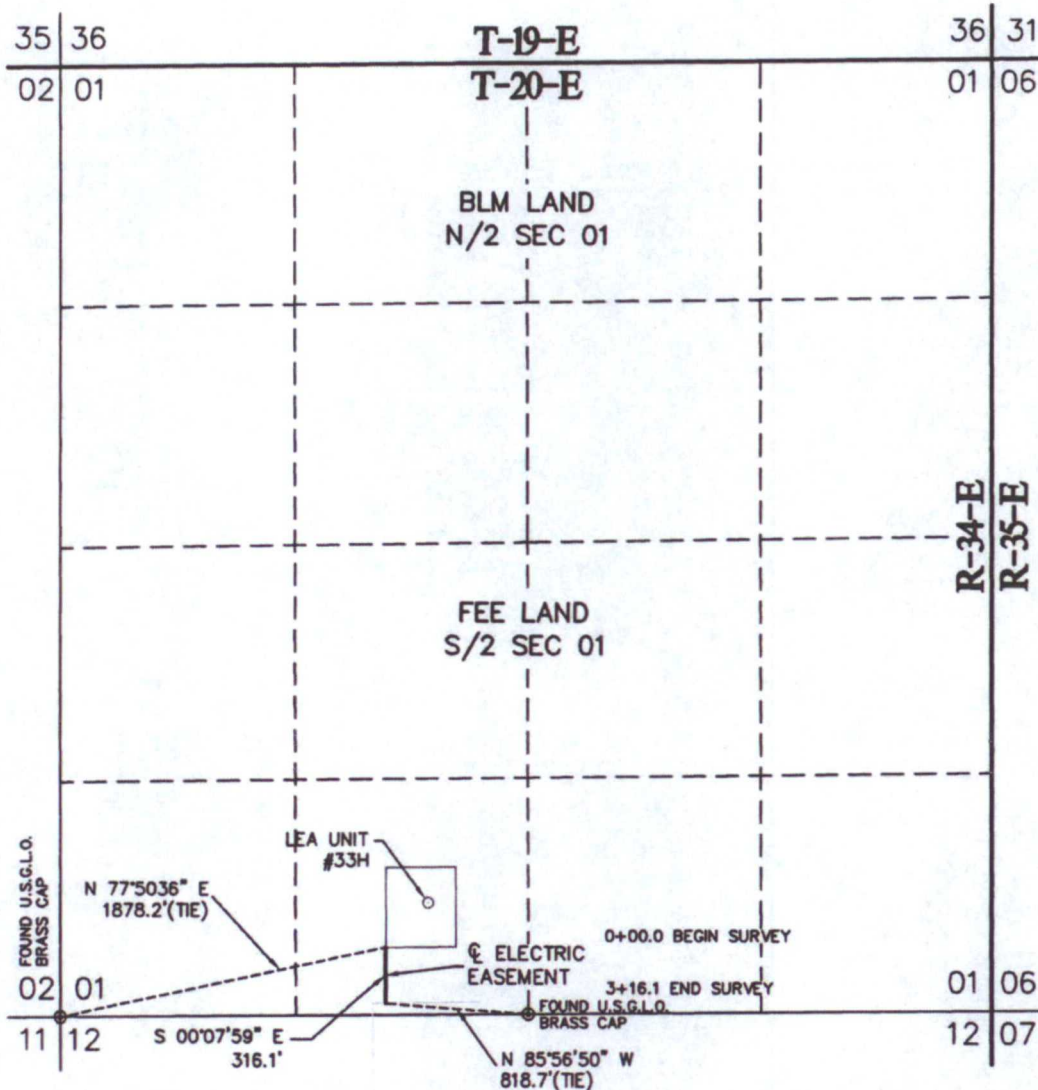 35 36
T-19-E
36 31
02 01
T-20-E
01 06
BLM LAND
N/2 SEC 01
R-34-E
R-35-E
FEE LAND
S/2 SEC 01
LEA UNIT
#33H
FOUND U.S.G.L.O.
BRASS CAP
N 77°5036" E
1878.2'(TIE)
0+00.0 BEGIN SURVEY
℄ ELECTRIC
EASEMENT
02 01
3+16.1 END SURVEY
01 06
FOUND U.S.G.L.O.
BRASS CAP
11 12
S 00°07'59" E
316.1'
12 07
N 85°56'50" W
818.7'(TIE)